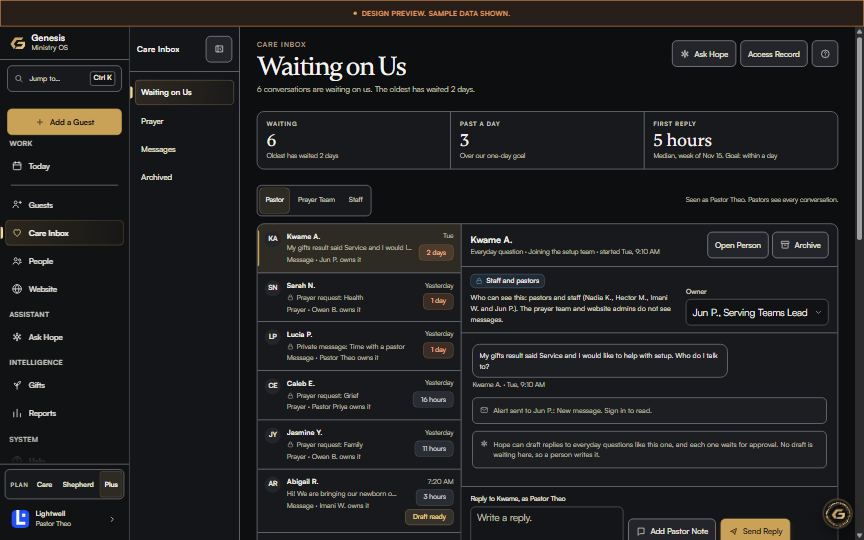 DESIGN PREVIEW. SAMPLE DATA SHOWN.
Genesis
Ministry OS
Jump to...
Ctrl K
Add a Guest
WORK
Today
Guests
Care Inbox
People
Website
ASSISTANT
Ask Hope
INTELLIGENCE
Gifts
Reports
SYSTEM
Help
PLAN
Care
Shepherd
Plus
Lightwell
Pastor Theo
Care Inbox
Waiting on Us
Prayer
Messages
Archived
CARE INBOX
Waiting on Us
6 conversations are waiting on us. The oldest has waited 2 days.
Ask Hope
Access Record
WAITING
6
Oldest has waited 2 days
PAST A DAY
3
Over our one-day goal
FIRST REPLY
5 hours
Median, week of Nov 15. Goal: within a day
Pastor
Prayer Team
Staff
Seen as Pastor Theo. Pastors see every conversation.
KA
Kwame A.
Tue
My gifts result said Service and I would l...
Message · Jun P. owns it
2 days
SN
Sarah N.
Yesterday
Prayer request: Health
Prayer · Owen B. owns it
1 day
LP
Lucia P.
Yesterday
Private message: Time with a pastor
Message · Pastor Theo owns it
1 day
CE
Caleb E.
Yesterday
Prayer request: Grief
Prayer · Pastor Priya owns it
16 hours
JY
Jasmine Y.
Yesterday
Prayer request: Family
Prayer · Owen B. owns it
11 hours
AR
Abigail R.
7:20 AM
Hi! We are bringing our newborn o...
Message · Imani W. owns it
3 hours
Draft ready
Kwame A.
Everyday question · Joining the setup team · started Tue, 9:10 AM
Open Person
Archive
Staff and pastors
Who can see this: pastors and staff (Nadia K., Hector M., Imani
W. and Jun P.). The prayer team and website admins do not see
messages.
Owner
Jun P., Serving Teams Lead
My gifts result said Service and I would like to help with setup. Who do I talk
to?
Kwame A. · Tue, 9:10 AM
Alert sent to Jun P.: New message. Sign in to read.
Hope can draft replies to everyday questions like this one, and each one waits for approval. No draft is
waiting here, so a person writes it.
Reply to Kwame, as Pastor Theo
Write a reply.
Add Pastor Note
Send Reply